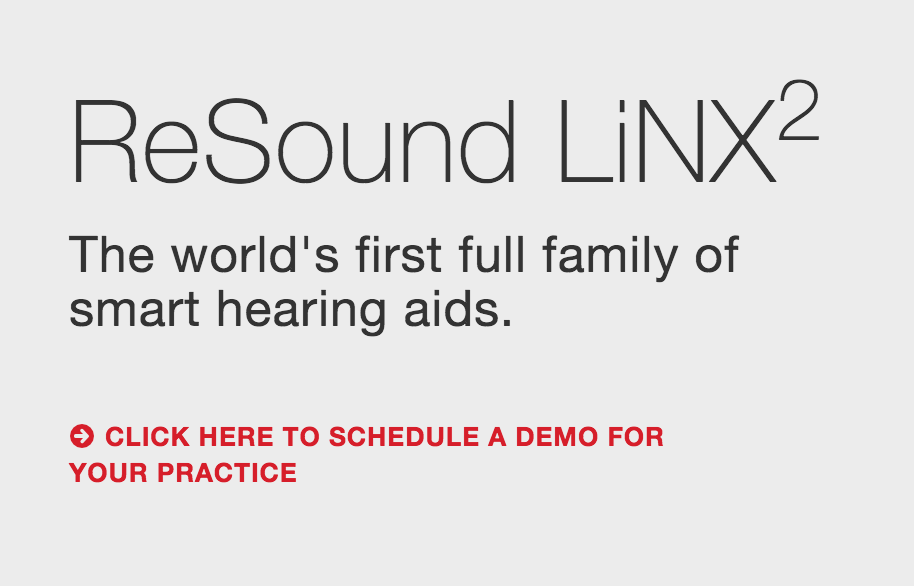 ReSound LiNX²
The world's first full family of
smart hearing aids.
CLICK HERE TO SCHEDULE A DEMO FOR
YOUR PRACTICE